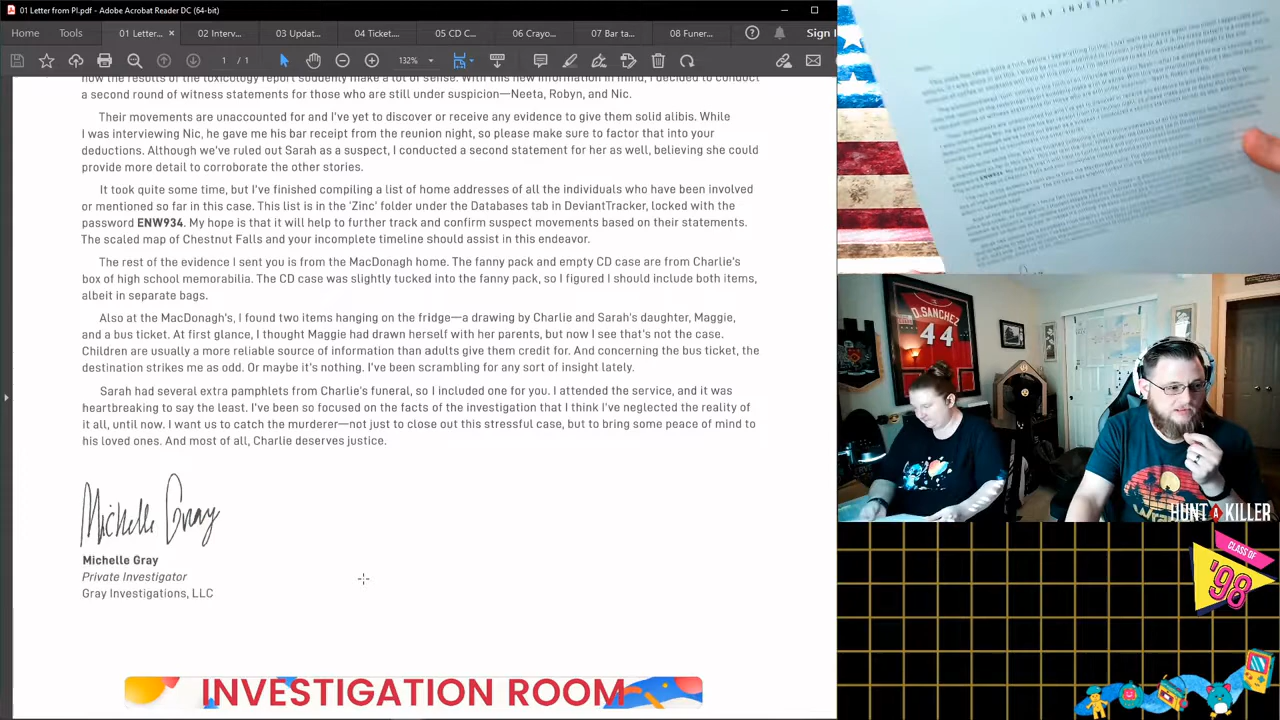 01 Letter from PI.pdf - Adobe Acrobat Reader DC (64-bit)
Home Tools 01 Letter... × 02 Interv... 03 Updat... 04 Ticket.... 05 CD C... 06 Crayo... 07 Bar ta... 08 Funer... Sign
1 / 1 132%
now the results of the toxicology report suddenly make a lot of sense. With this new information in mind, I decided to conduct
a second round of witness statements for those who are still under suspicion—Neeta, Robyn, and Nic.
Their movements are unaccounted for and I've yet to discover or receive any evidence to give them solid alibis. While
I was interviewing Nic, he gave me his bar receipt from the reunion night, so please make sure to factor that into your
deductions. Although we've ruled out Sarah as a suspect, I conducted a second statement for her as well, believing she could
provide more detail to corroborate the other stories.
It took quite some time, but I've finished compiling a list of home addresses of all the individuals who have been involved
or mentioned so far in this case. This list is in the 'Zinc' folder under the Databases tab in DeviantTracker, locked with the
password ENW934. My hope is that it will help to further track and confirm suspect movements based on their statements.
The scaled map of Chestnut Falls and your incomplete timeline should assist in this endeavor.
The rest of the evidence I sent you is from the MacDonagh home. The fanny pack and empty CD case are from Charlie's
box of high school memorabilia. The CD case was slightly tucked into the fanny pack, so I figured I should include both items,
albeit in separate bags.
Also at the MacDonagh's, I found two items hanging on the fridge—a drawing by Charlie and Sarah's daughter, Maggie,
and a bus ticket. At first glance, I thought Maggie had drawn herself with her parents, but now I see that's not the case.
Children are usually a more reliable source of information than adults give them credit for. And concerning the bus ticket, the
destination strikes me as odd. Or maybe it's nothing. I've been scrambling for any sort of insight lately.
Sarah had several extra pamphlets from Charlie's funeral, so I included one for you. I attended the service, and it was
heartbreaking to say the least. I've been so focused on the facts of the investigation that I think I've neglected the reality of
it all, until now. I want us to catch the murderer—not just to close out this stressful case, but to bring some peace of mind to
his loved ones. And most of all, Charlie deserves justice.
Michelle Gray
Michelle Gray
Private Investigator
Gray Investigations, LLC
INVESTIGATION ROOM
D.SANCHEZ
44
HUNT A KILLER
CLASS OF
'98